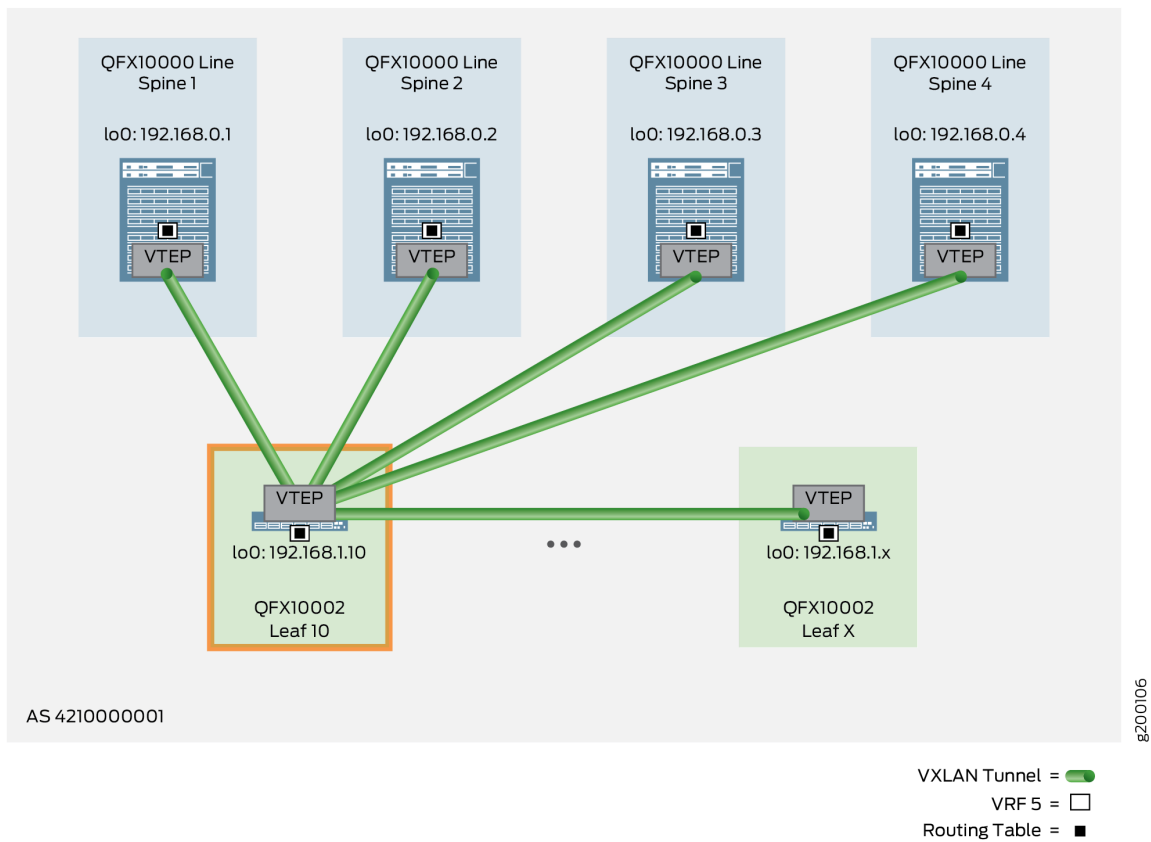 QFX10000 Line
Spine 1
QFX10000 Line
Spine 2
QFX10000 Line
Spine 3
QFX10000 Line
Spine 4
lo0: 192.168.0.1
lo0: 192.168.0.2
lo0: 192.168.0.3
lo0: 192.168.0.4
VTEP
VTEP
VTEP
VTEP
VTEP
lo0: 192.168.1.10
QFX10002
Leaf 10
...
VTEP
lo0: 192.168.1.x
QFX10002
Leaf X
AS 4210000001
g200106
VXLAN Tunnel =
VRF 5 =
Routing Table =